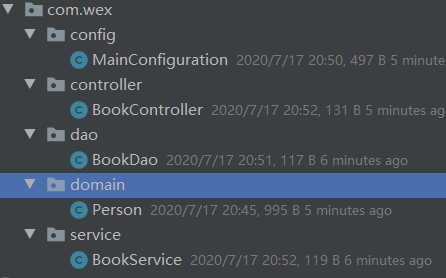 com.wex
config
MainConfiguration 2020/7/17 20:50, 497 B 5 minute
controller
BookController 2020/7/17 20:52, 131 B 5 minutes ag
dao
BookDao 2020/7/17 20:51, 117 B 6 minutes ago
domain
Person 2020/7/17 20:45, 995 B 5 minutes ago
service
BookService 2020/7/17 20:52, 119 B 6 minutes ago